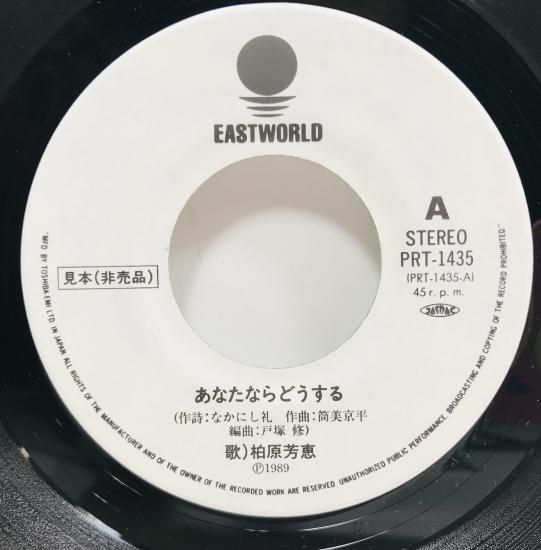 EASTWORLD
A
STEREO
PRT-1435
(PRT-1435-A)
45 r. p. m.
JASRAC
見本(非売品)
あなたならどうする
(作詩:なかにし礼 作曲:筒美京平
編曲:戸塚 修)
歌)柏原芳恵
Ⓟ1989
"MFD BY TOSHIBA EMI LTD IN JAPAN ALL RIGHTS OF THE MANUFACTURER AND OF THE OWNER OF THE RECORDED WORK ARE RESERVED UNAUTHORIZED PUBLIC PERFORMANCE, BROADCASTING AND COPYING OF THE RECORD PROHIBITED"